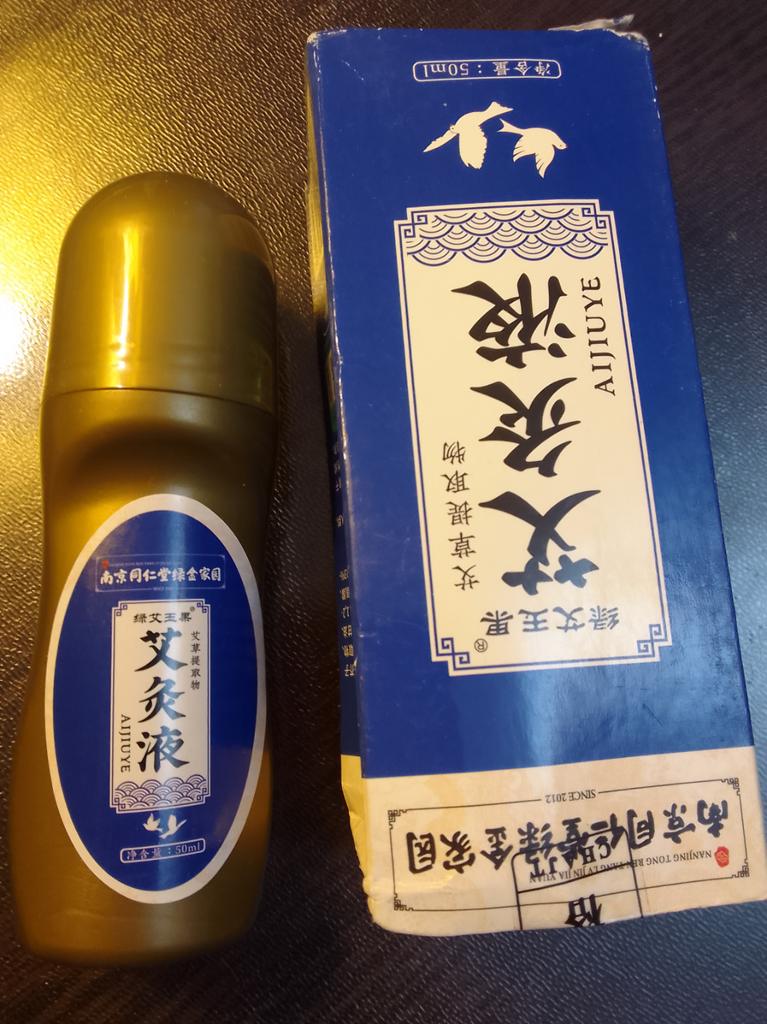 南京同仁堂绿金家园
绿艾玉果®
艾草提取物
艾灸液
AIJIUYE
净含量:50ml
南京同仁堂绿金家园
NANJING TONG REN TANG LV JIN JIA YUAN
SINCE 2012
绿艾玉果®
艾草提取物
艾灸液
AIJIUYE
净含量:50ml